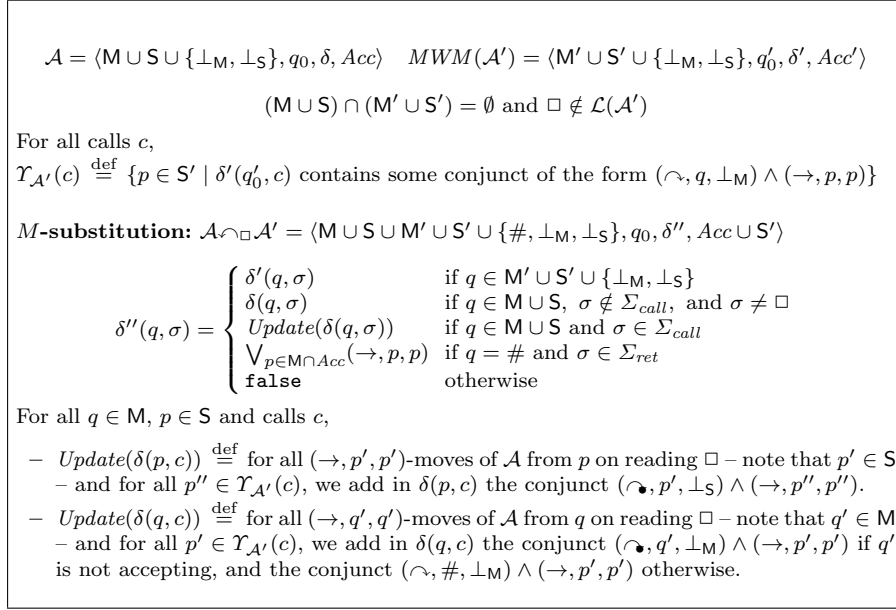 𝒜 = ⟨M ∪ S ∪ {⊥_M, ⊥_S}, q_0, δ, Acc⟩   MWM(𝒜′) = ⟨M′ ∪ S′ ∪ {⊥_M, ⊥_S}, q′_0, δ′, Acc′⟩
(M ∪ S) ∩ (M′ ∪ S′) = ∅ and □ ∉ ℒ(𝒜′)
For all calls c,
Υ_𝒜′(c) def= {p ∈ S′ | δ′(q′_0, c) contains some conjunct of the form (↷, q, ⊥_M) ∧ (→, p, p)}
M-substitution: 𝒜↶_□𝒜′ = ⟨M ∪ S ∪ M′ ∪ S′ ∪ {#, ⊥_M, ⊥_S}, q_0, δ″, Acc ∪ S′⟩
δ″(q, σ) = {
δ′(q, σ)   if q ∈ M′ ∪ S′ ∪ {⊥_M, ⊥_S}
δ(q, σ)   if q ∈ M ∪ S, σ ∉ Σ_call, and σ ≠ □
Update(δ(q, σ))   if q ∈ M ∪ S and σ ∈ Σ_call
⋁_{p∈M∩Acc}(→, p, p)   if q = # and σ ∈ Σ_ret
false   otherwise
For all q ∈ M, p ∈ S and calls c,
– Update(δ(p, c)) def= for all (→, p′, p′)-moves of 𝒜 from p on reading □ – note that p′ ∈ S
– and for all p″ ∈ Υ_𝒜′(c), we add in δ(p, c) the conjunct (↷•, p′, ⊥_S) ∧ (→, p″, p″).
– Update(δ(q, c)) def= for all (→, q′, q′)-moves of 𝒜 from q on reading □ – note that q′ ∈ M
– and for all p′ ∈ Υ_𝒜′(c), we add in δ(q, c) the conjunct (↷•, q′, ⊥_M) ∧ (→, p′, p′) if q′
is not accepting, and the conjunct (↷, #, ⊥_M) ∧ (→, p′, p′) otherwise.